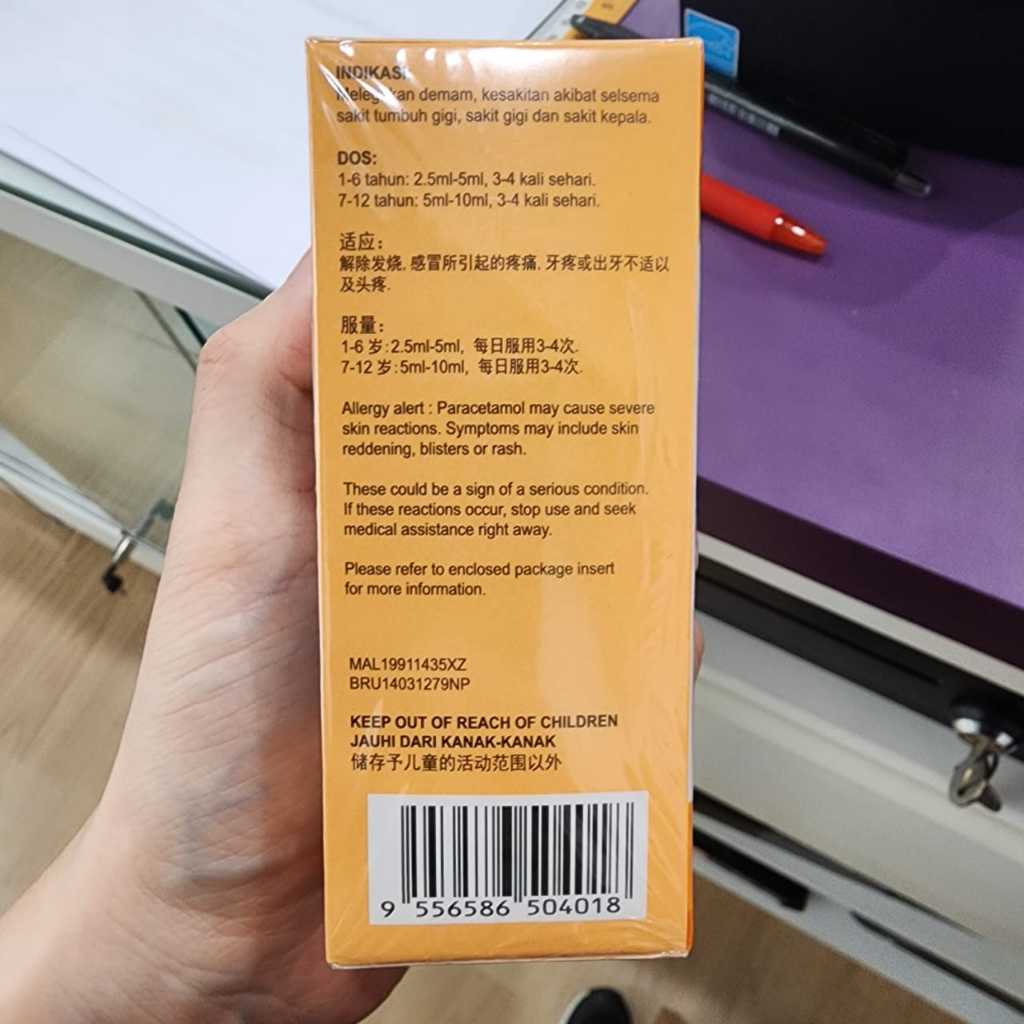 INDIKASI
Melegakan demam, kesakitan akibat selsema
sakit tumbuh gigi, sakit gigi dan sakit kepala.
DOS:
1-6 tahun: 2.5ml-5ml, 3-4 kali sehari.
7-12 tahun: 5ml-10ml, 3-4 kali sehari.
适应:
解除发烧. 感冒所引起的疼痛. 牙疼或出牙不适以
及头疼.
服量:
1-6 岁:2.5ml-5ml, 每日服用3-4次.
7-12 岁:5ml-10ml, 每日服用3-4次.
Allergy alert : Paracetamol may cause severe
skin reactions. Symptoms may include skin
reddening, blisters or rash.
These could be a sign of a serious condition.
If these reactions occur, stop use and seek
medical assistance right away.
Please refer to enclosed package insert
for more information.
MAL19911435XZ
BRU14031279NP
KEEP OUT OF REACH OF CHILDREN
JAUHI DARI KANAK-KANAK
储存予儿童的活动范围以外
9 556586 504018